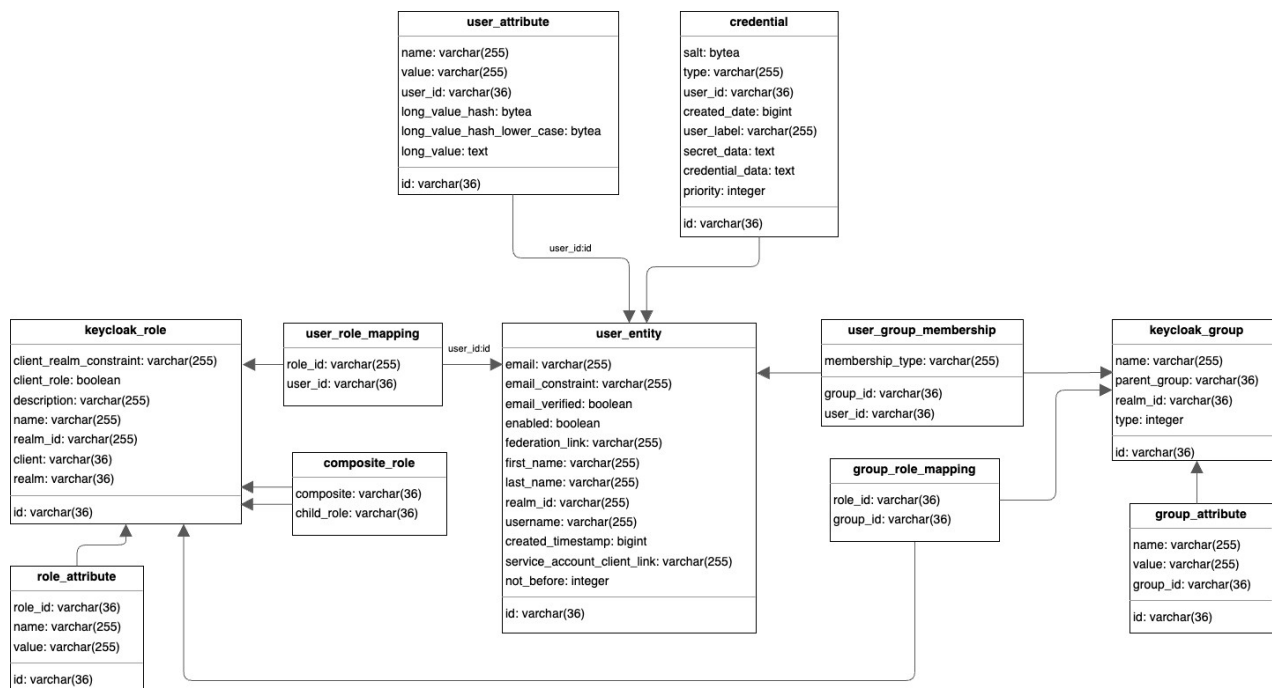 user_attribute
name: varchar(255)
value: varchar(255)
user_id: varchar(36)
long_value_hash: bytea
long_value_hash_lower_case: bytea
long_value: text
id: varchar(36)
credential
salt: bytea
type: varchar(255)
user_id: varchar(36)
created_date: bigint
user_label: varchar(255)
secret_data: text
credential_data: text
priority: integer
id: varchar(36)
user_id:id
keycloak_role
client_realm_constraint: varchar(255)
client_role: boolean
description: varchar(255)
name: varchar(255)
realm_id: varchar(255)
client: varchar(36)
realm: varchar(36)
id: varchar(36)
user_role_mapping
role_id: varchar(255)
user_id: varchar(36)
user_id:id
user_entity
email: varchar(255)
email_constraint: varchar(255)
email_verified: boolean
enabled: boolean
federation_link: varchar(255)
first_name: varchar(255)
last_name: varchar(255)
realm_id: varchar(255)
username: varchar(255)
created_timestamp: bigint
service_account_client_link: varchar(255)
not_before: integer
id: varchar(36)
user_group_membership
membership_type: varchar(255)
group_id: varchar(36)
user_id: varchar(36)
keycloak_group
name: varchar(255)
parent_group: varchar(36)
realm_id: varchar(36)
type: integer
id: varchar(36)
composite_role
composite: varchar(36)
child_role: varchar(36)
group_role_mapping
role_id: varchar(36)
group_id: varchar(36)
group_attribute
name: varchar(255)
value: varchar(255)
group_id: varchar(36)
id: varchar(36)
role_attribute
role_id: varchar(36)
name: varchar(255)
value: varchar(255)
id: varchar(36)